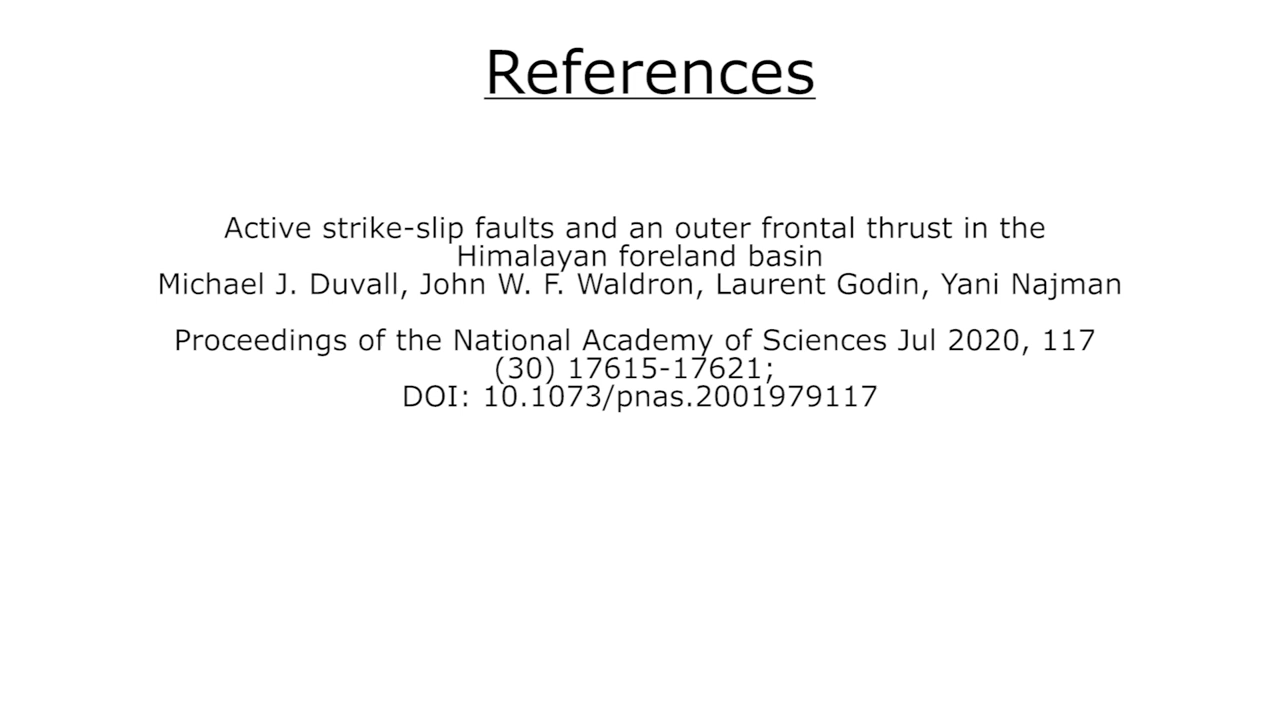 References
Active strike-slip faults and an outer frontal thrust in the
Himalayan foreland basin
Michael J. Duvall, John W. F. Waldron, Laurent Godin, Yani Najman
Proceedings of the National Academy of Sciences Jul 2020, 117
(30) 17615-17621;
DOI: 10.1073/pnas.2001979117